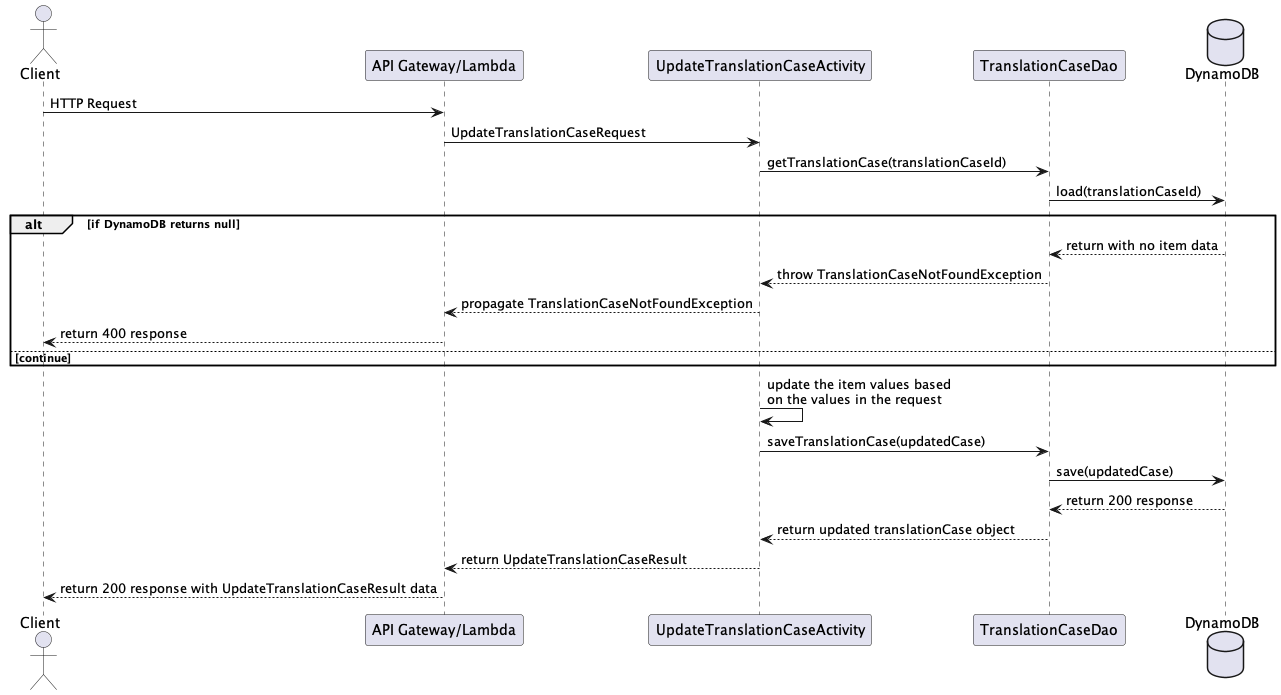 Client
API Gateway/Lambda
UpdateTranslationCaseActivity
TranslationCaseDao
DynamoDB
HTTP Request
UpdateTranslationCaseRequest
getTranslationCase(translationCaseId)
load(translationCaseId)
alt
[if DynamoDB returns null]
return with no item data
throw TranslationCaseNotFoundException
propagate TranslationCaseNotFoundException
return 400 response
[continue]
update the item values based
on the values in the request
saveTranslationCase(updatedCase)
save(updatedCase)
return 200 response
return updated translationCase object
return UpdateTranslationCaseResult
return 200 response with UpdateTranslationCaseResult data
Client
API Gateway/Lambda
UpdateTranslationCaseActivity
TranslationCaseDao
DynamoDB